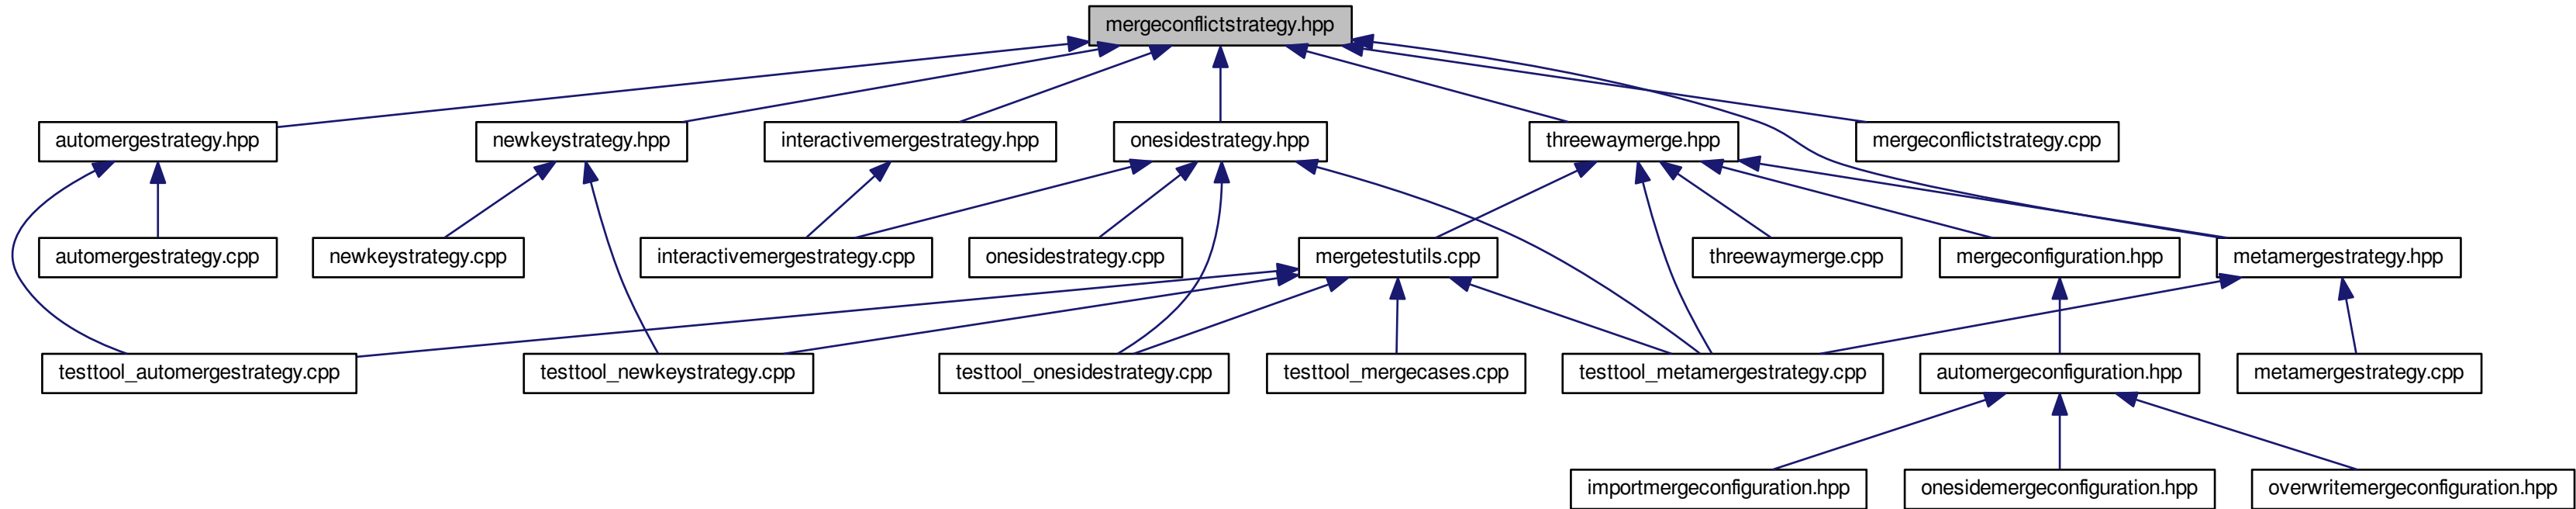 mergeconflictstrategy.hpp
automergestrategy.hpp
newkeystrategy.hpp
interactivemergestrategy.hpp
onesidestrategy.hpp
threewaymerge.hpp
mergeconflictstrategy.cpp
automergestrategy.cpp
newkeystrategy.cpp
interactivemergestrategy.cpp
onesidestrategy.cpp
mergetestutils.cpp
threewaymerge.cpp
mergeconfiguration.hpp
metamergestrategy.hpp
testtool_automergestrategy.cpp
testtool_newkeystrategy.cpp
testtool_onesidestrategy.cpp
testtool_mergecases.cpp
testtool_metamergestrategy.cpp
automergeconfiguration.hpp
metamergestrategy.cpp
importmergeconfiguration.hpp
onesidemergeconfiguration.hpp
overwritemergeconfiguration.hpp